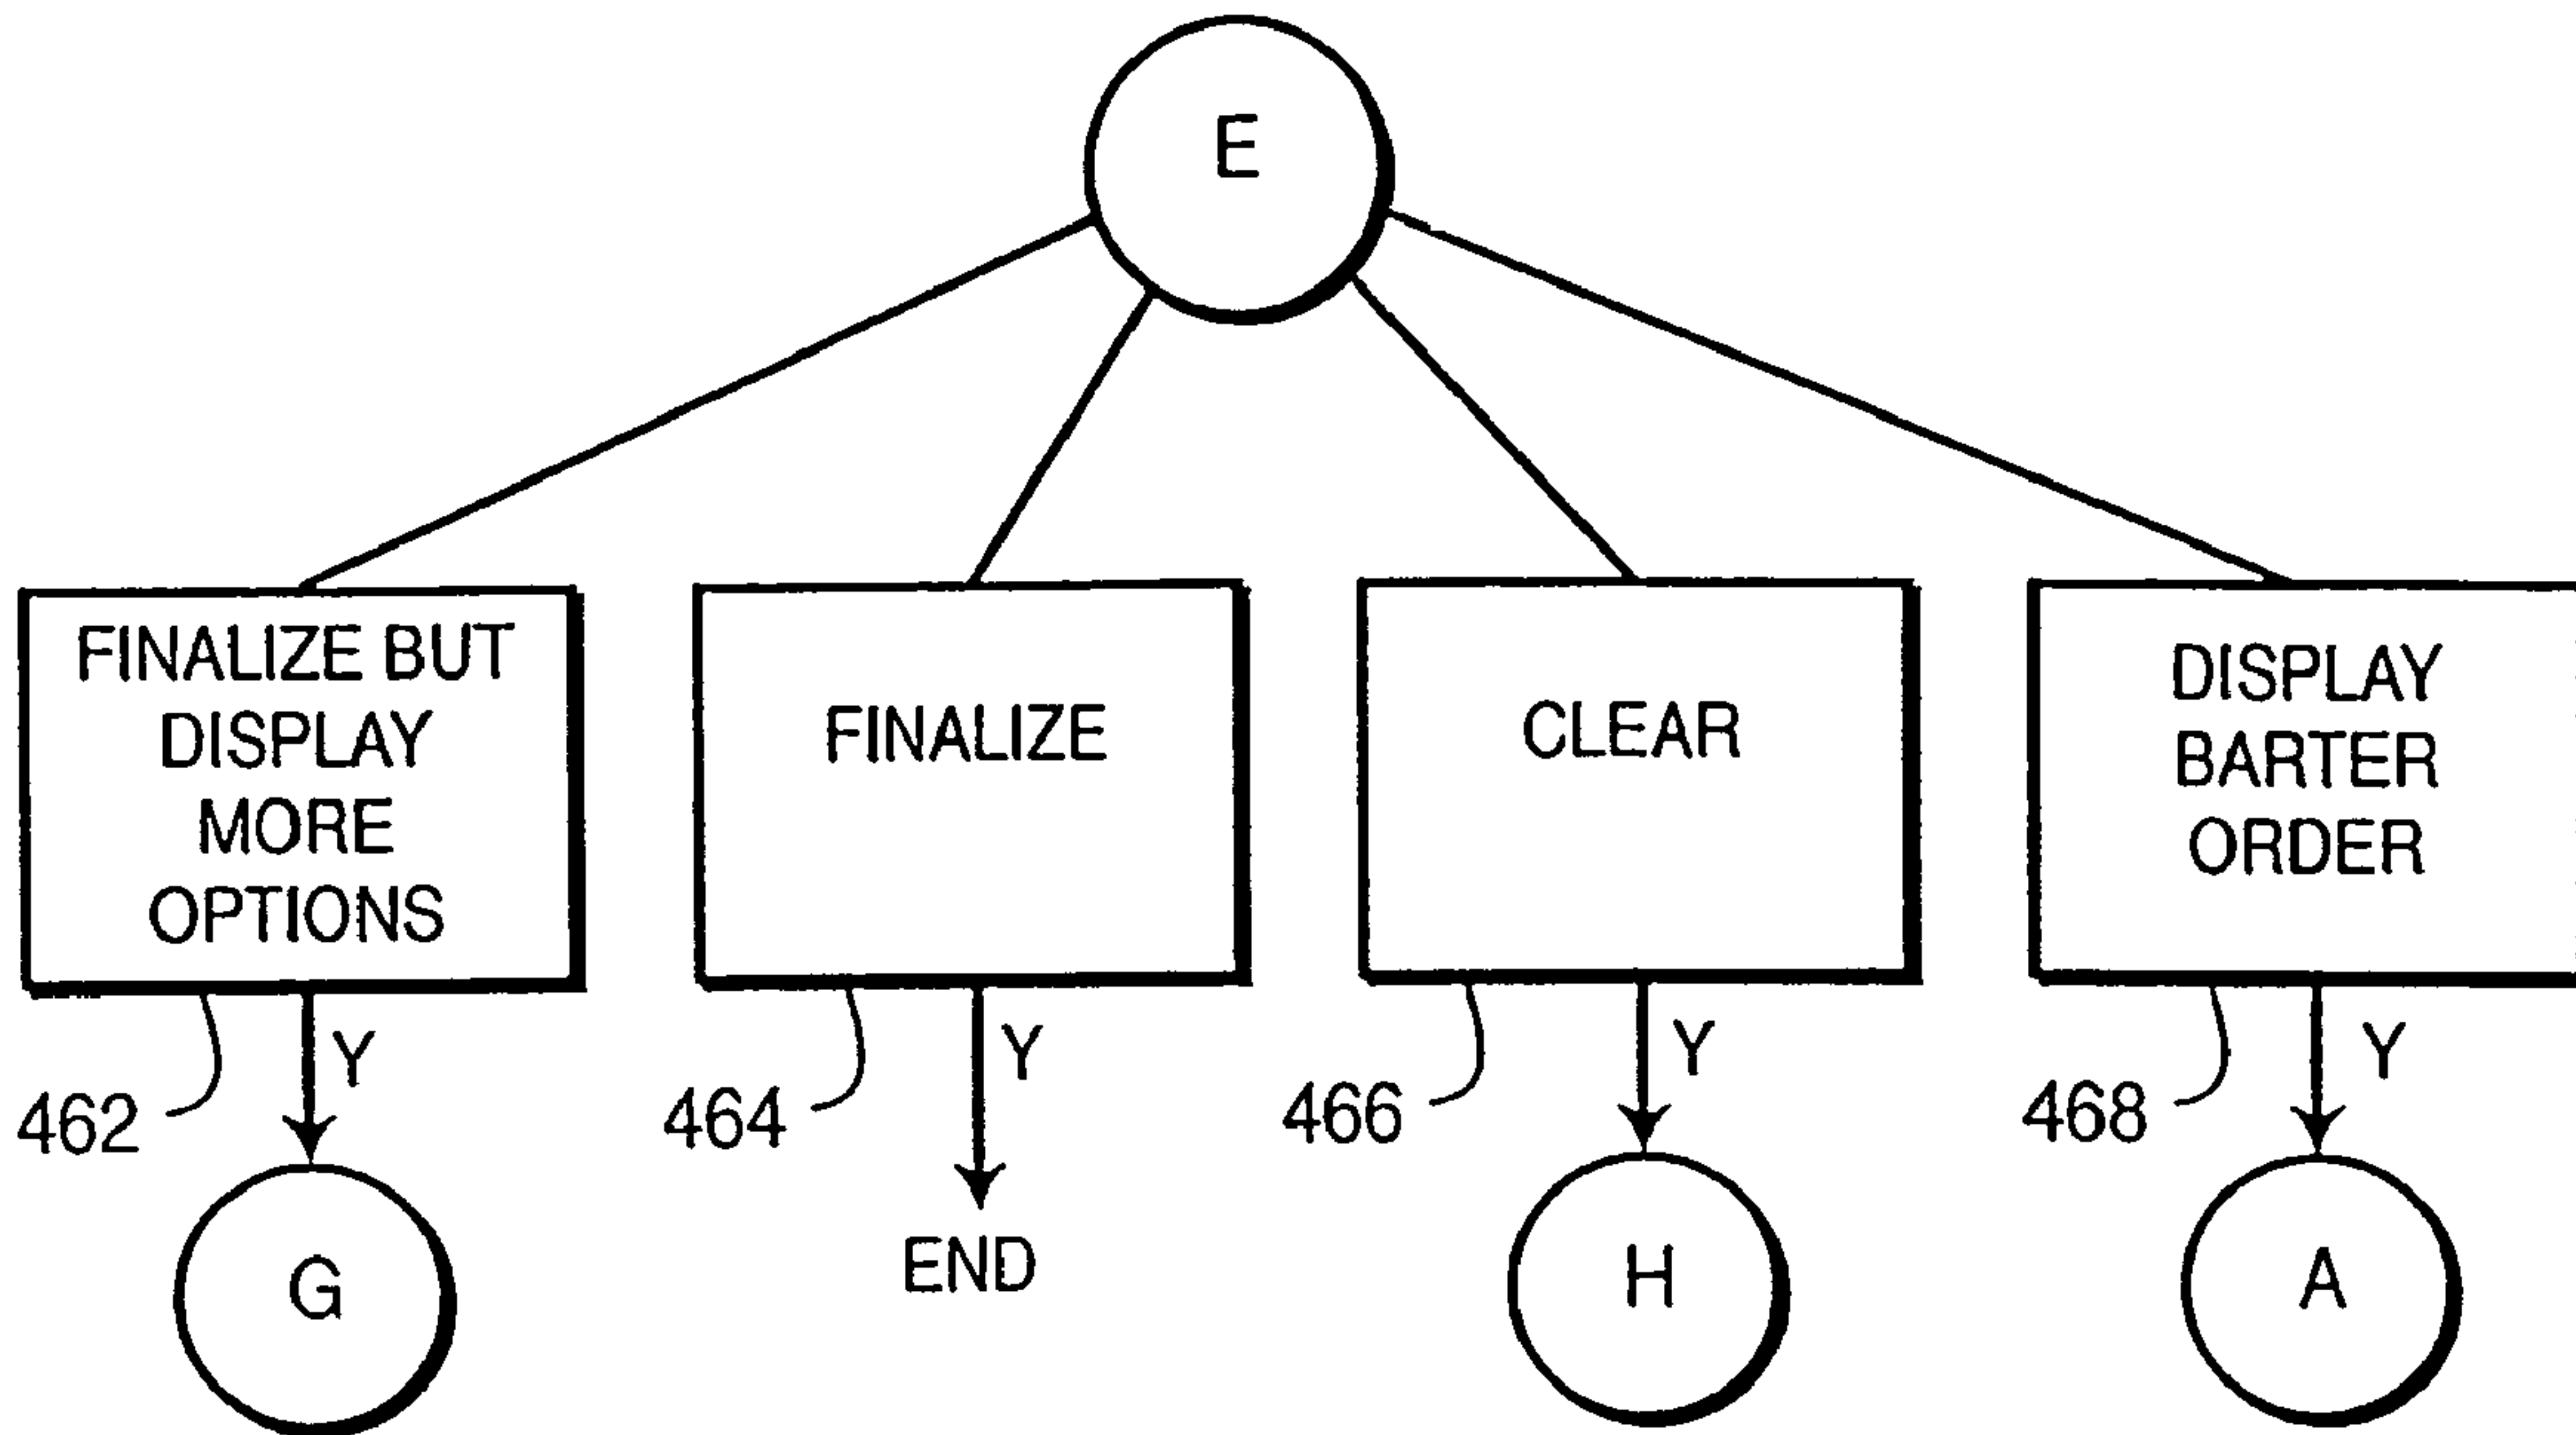 E
FINALIZE BUT
DISPLAY
MORE
OPTIONS
FINALIZE
CLEAR
DISPLAY
BARTER
ORDER
Y
Y
Y
Y
462
464
466
468
G
END
H
A